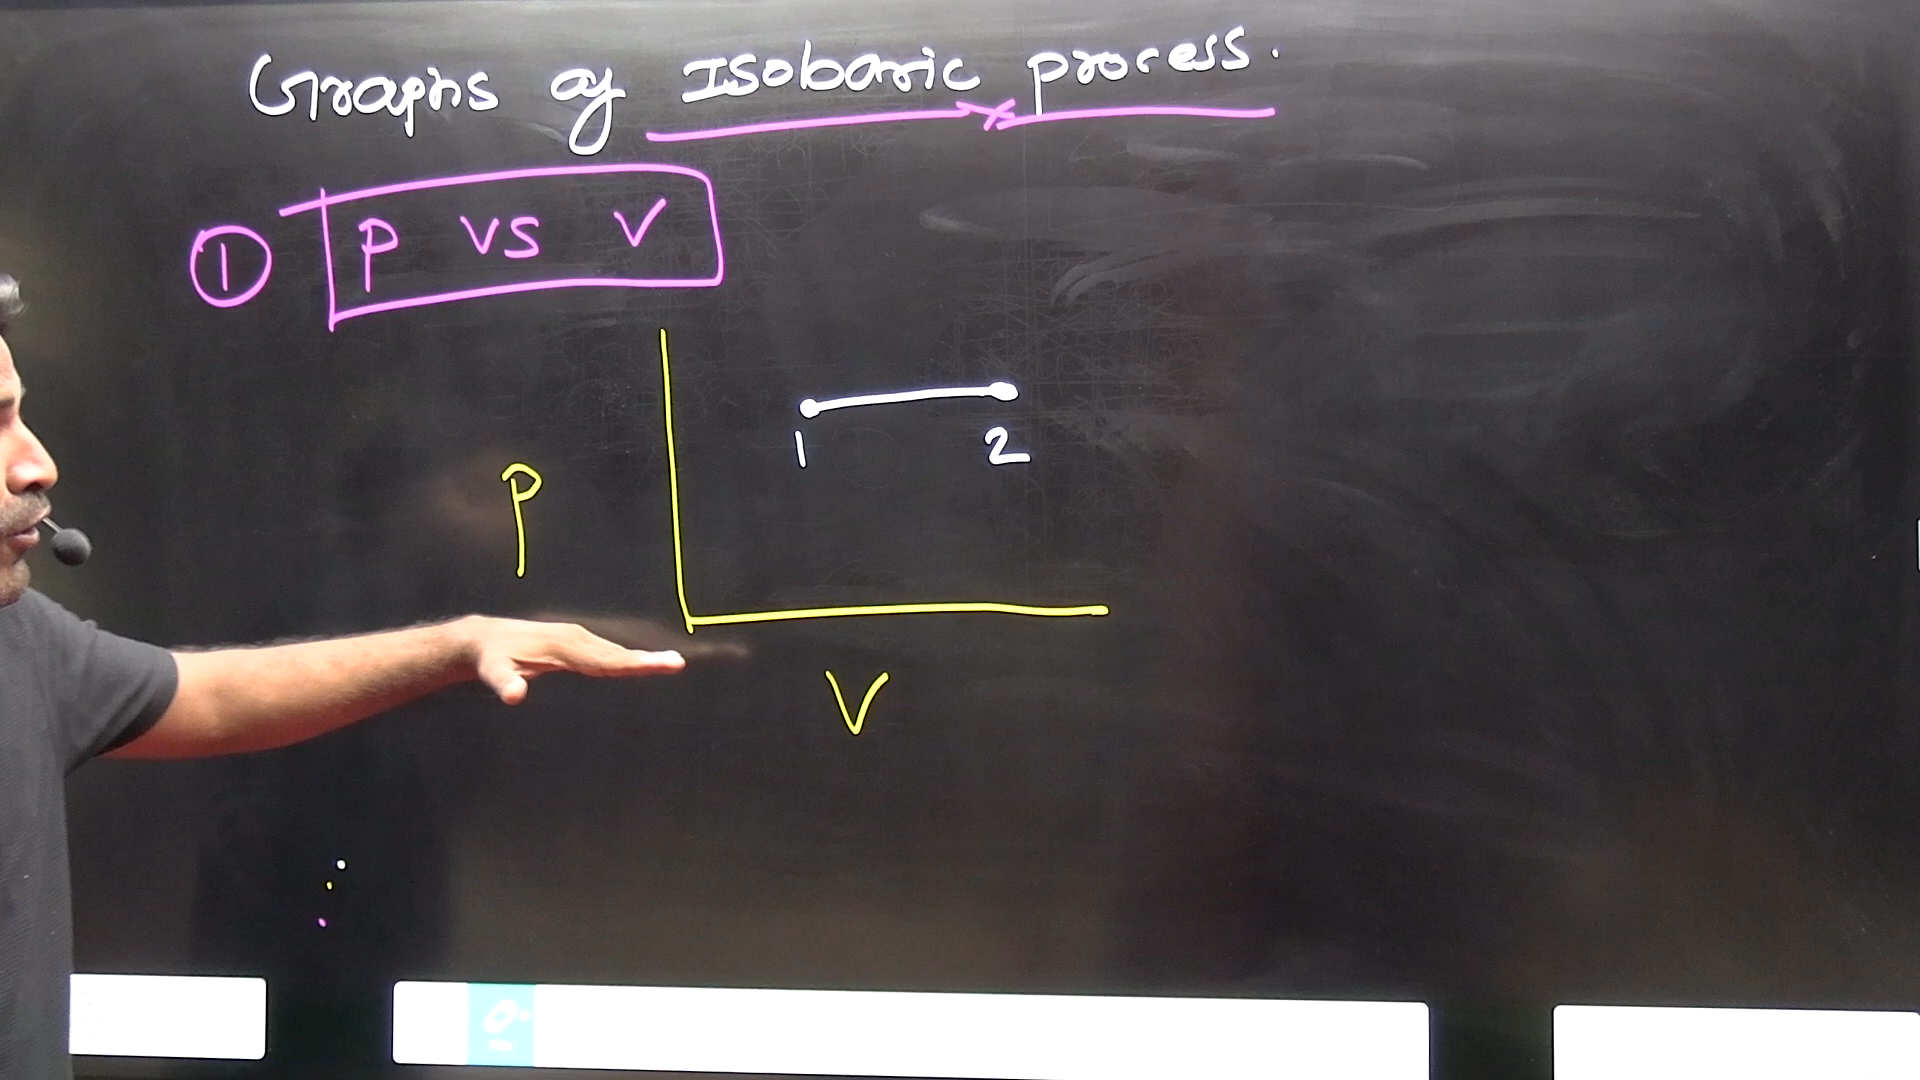 Graphs of Isobaric process.
① P vs V
1 2
P
V